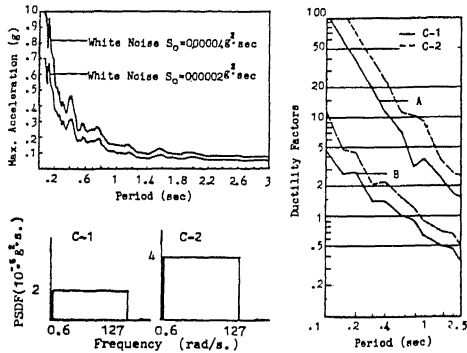 Max. Acceleration (g)
1.0
.9
.8
.7
.6
.5
.4
.3
.2
.1
White Noise S₀=0.00004g²·sec
White Noise S₀=0.00002g²·sec
.2 .6 1 1.4 1.8 2.2 2.6 3
Period (sec)
PSDF(10⁻⁵g²·s.)
C-1
2
0.6 127
C-2
4
0.6 127
Frequency (rad/s.)
Ductility Factors
100
50
20
10
5
2
1
.5
.2
.1
C-1
C-2
A
B
.1 .2 .4 1 2.5
Period (sec)